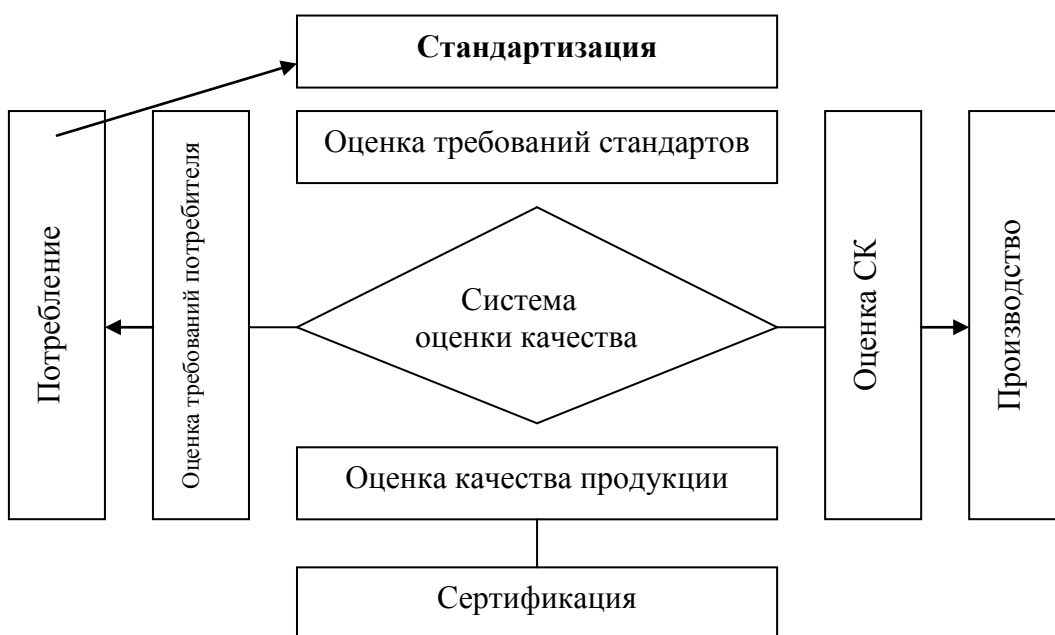 Стандартизация
Оценка требований стандартов
Потребление
Оценка требований потребителя
Система
оценки качества
Оценка СК
Производство
Оценка качества продукции
Сертификация